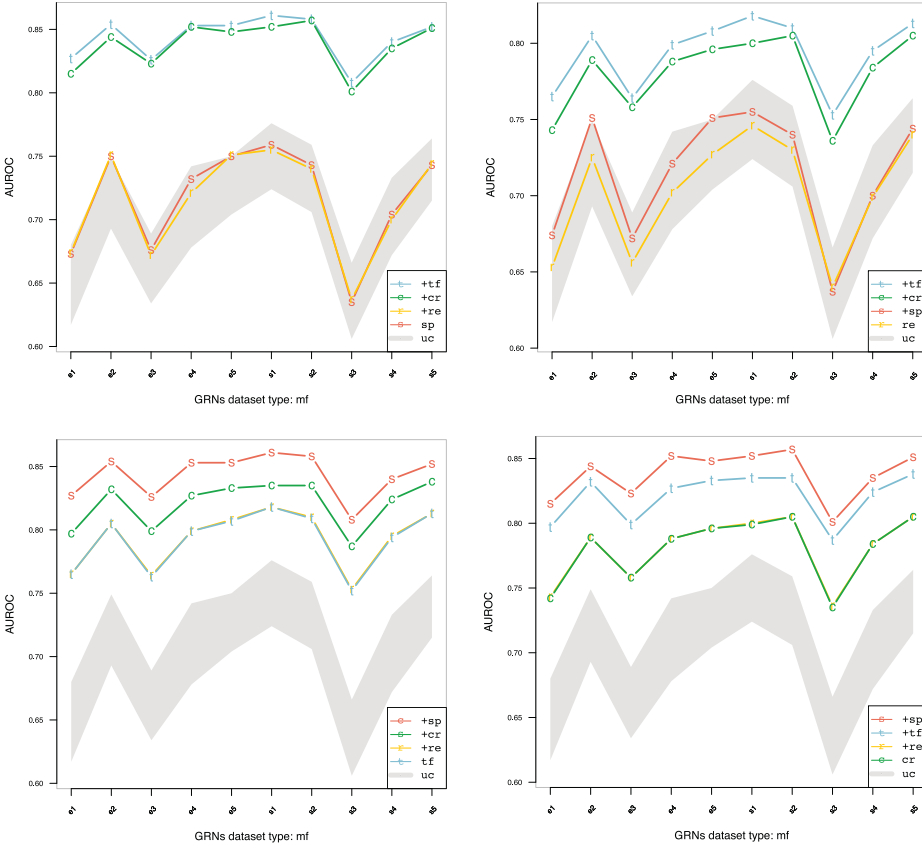 0.85
0.80
0.75
0.70
0.65
0.60
AUROC
+tf
+cr
+re
sp
uc
e1 e2 e3 e4 e5 s1 s2 s3 s4 s5
GRNs dataset type: mf
0.80
0.75
0.70
0.65
0.60
AUROC
+tf
+cr
+sp
re
uc
e1 e2 e3 e4 e5 s1 s2 s3 s4 s5
GRNs dataset type: mf
0.85
0.80
0.75
0.70
0.65
0.60
AUROC
+sp
+cr
+re
tf
uc
e1 e2 e3 e4 e5 s1 s2 s3 s4 s5
GRNs dataset type: mf
0.85
0.80
0.75
0.70
0.65
0.60
AUROC
+sp
+tf
+re
cr
uc
e1 e2 e3 e4 e5 s1 s2 s3 s4 s5
GRNs dataset type: mf